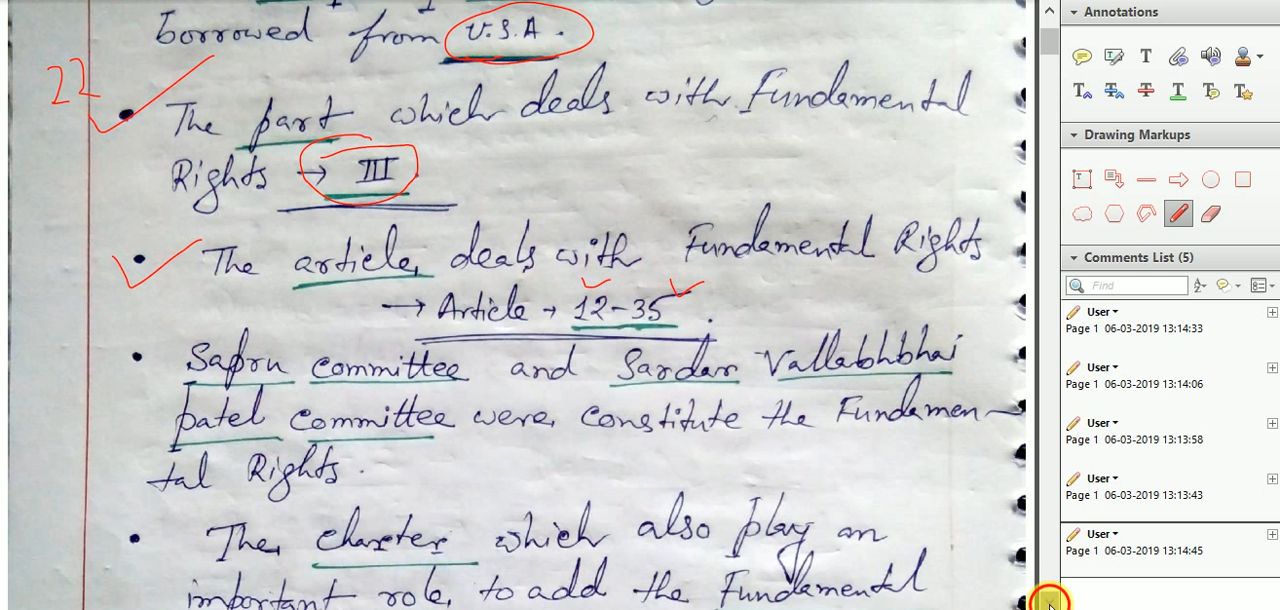 borrowed from U.S.A.
22
• The part which deals with Fundamental
Rights → III
• The article deals with Fundamental Rights
→ Article → 12-35.
• Sapru committee and Sardar Vallabhbhai
patel committee were constitute the Fundamen-
tal Rights.
• The charter which also play an
important role to add the Fundamental
Annotations
Drawing Markups
Comments List (5)
Find
User
Page 1 06-03-2019 13:14:33
User
Page 1 06-03-2019 13:14:06
User
Page 1 06-03-2019 13:13:58
User
Page 1 06-03-2019 13:13:43
User
Page 1 06-03-2019 13:14:45